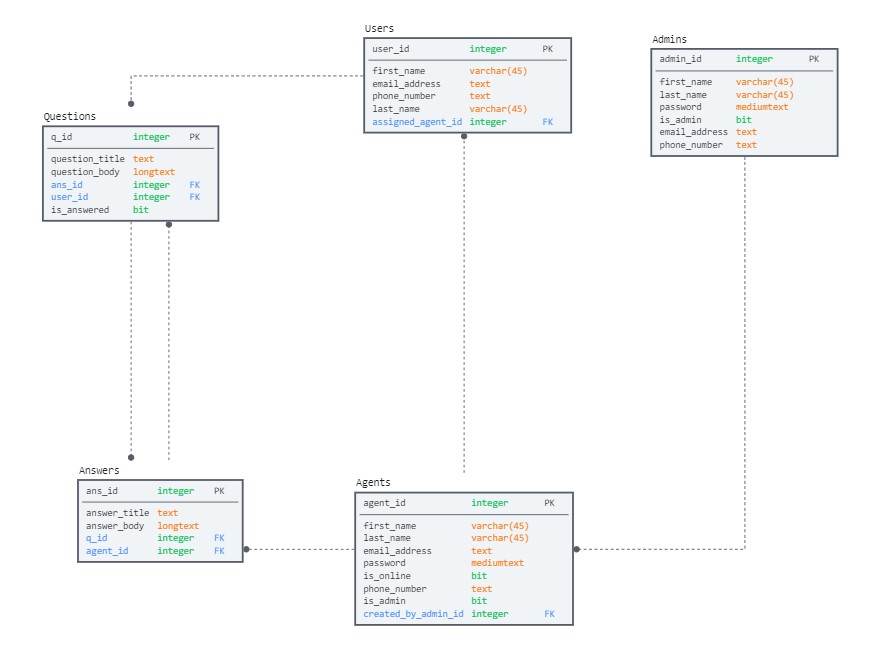 Users
user_id integer PK
first_name varchar(45)
email_address text
phone_number text
last_name varchar(45)
assigned_agent_id integer FK
Admins
admin_id integer PK
first_name varchar(45)
last_name varchar(45)
password mediumtext
is_admin bit
email_address text
phone_number text
Questions
q_id integer PK
question_title text
question_body longtext
ans_id integer FK
user_id integer FK
is_answered bit
Answers
ans_id integer PK
answer_title text
answer_body longtext
q_id integer FK
agent_id integer FK
Agents
agent_id integer PK
first_name varchar(45)
last_name varchar(45)
email_address text
password mediumtext
is_online bit
phone_number text
is_admin bit
created_by_admin_id integer FK